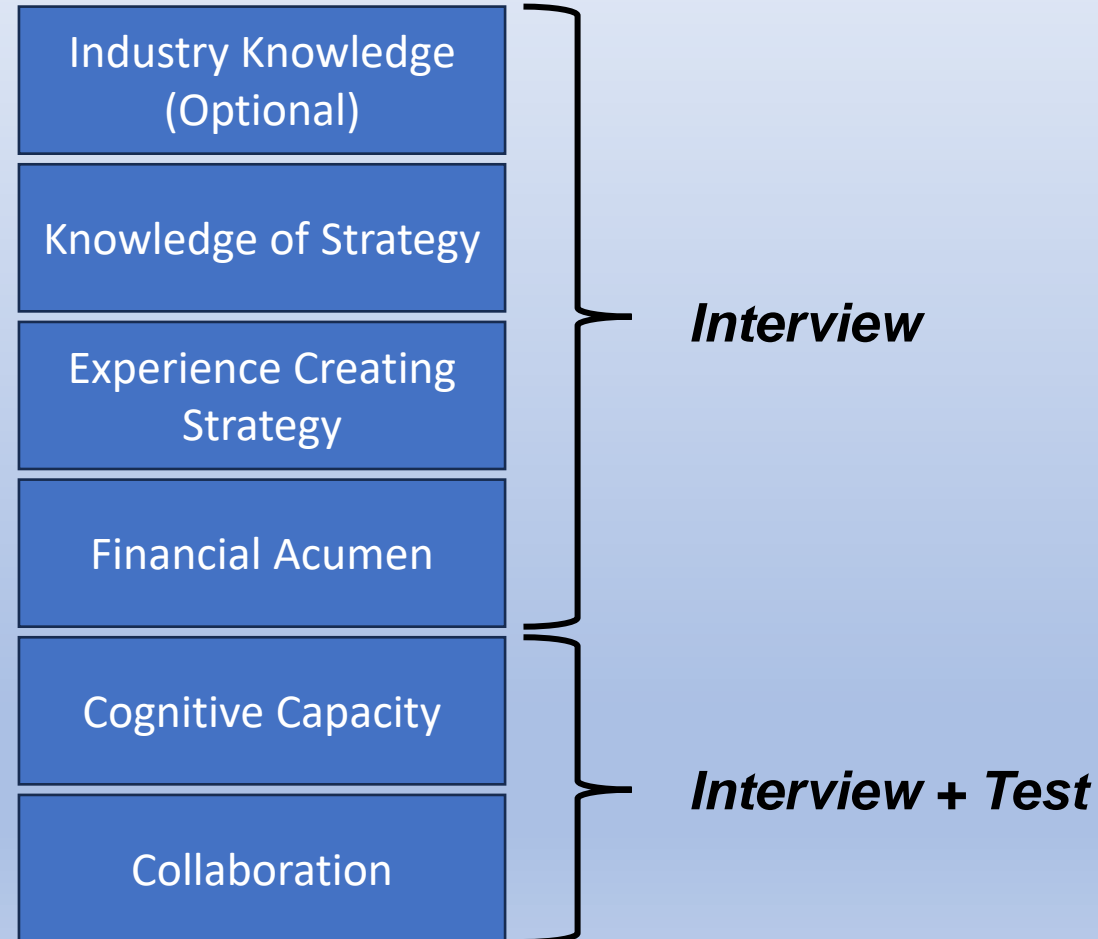 Industry Knowledge
(Optional)
Knowledge of Strategy
Experience Creating
Strategy
Financial Acumen
Interview
Cognitive Capacity
Collaboration
Interview + Test